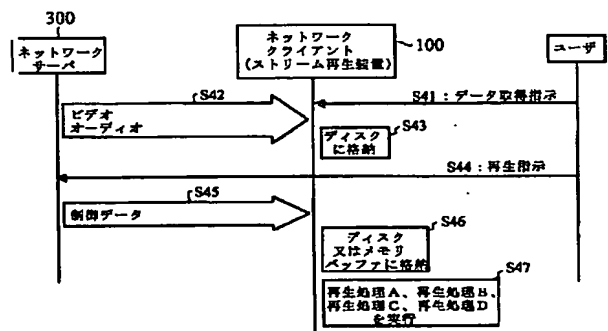 300
ネットワーク
サーバ
ネットワーク
クライアント
(ストリーム再生装置)
100
ユーザ
S42
S41:データ取得指示
ビデオ
オーディオ
ディスク
に格納
S43
S44:再生指示
S45
制御データ
S46
ディスク
又はメモリ
バッファに格納
S47
再生処理A、再生処理B、
再生処理C、再生処理D
を実行